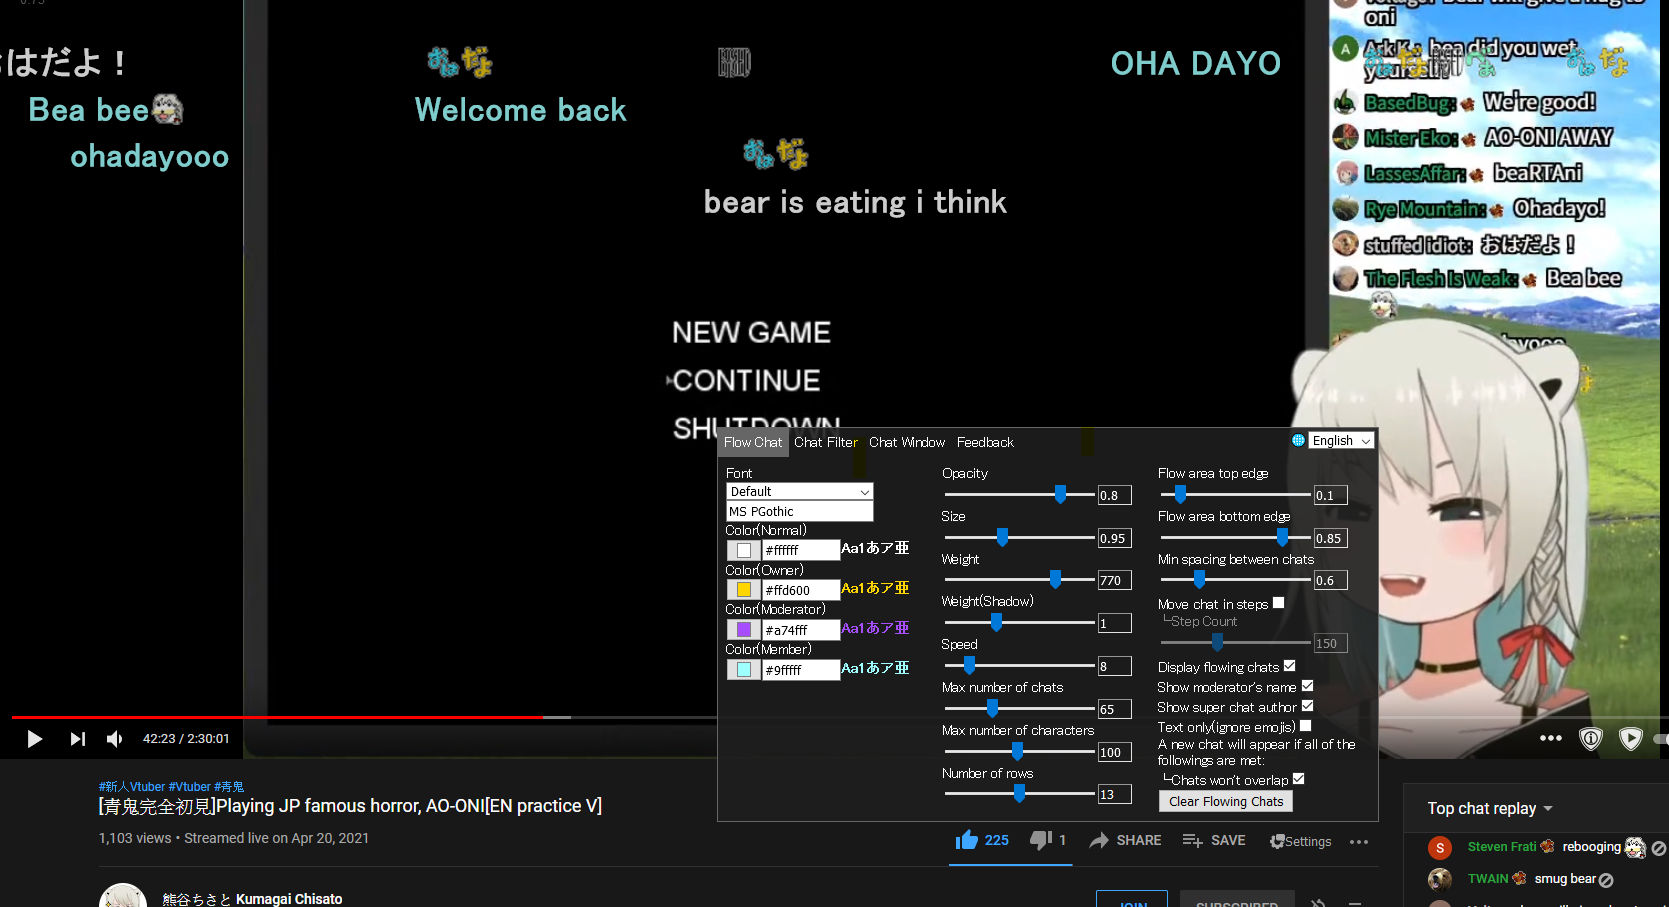 おはだよ！
Bea bee
ohadayooo
おはだよ
Welcome back
おはだよ
bear is eating i think
OHA DAYO
oni
Ark K.: bea did you wet
yourself
BasedBug: We're good!
Mister Eko: AO-ONI AWAY
LassesAffar: beaRTAni
Rye Mountain: Ohadayo!
stuffed idiot: おはだよ！
The Flesh Is Weak: Bea bee
NEW GAME
CONTINUE
SHUTDOWN
Flow Chat Chat Filter Chat Window Feedback
English
Font
Default
MS PGothic
Color(Normal)
#ffffff Aa1あア亜
Color(Owner)
#ffd600 Aa1あア亜
Color(Moderator)
#a74fff Aa1あア亜
Color(Member)
#9fffff Aa1あア亜
Opacity
0.8
Size
0.95
Weight
770
Weight(Shadow)
1
Speed
8
Max number of chats
65
Max number of characters
100
Number of rows
13
Flow area top edge
0.1
Flow area bottom edge
0.85
Min spacing between chats
0.6
Move chat in steps
└Step Count
150
Display flowing chats
Show moderator's name
Show super chat author
Text only(ignore emojis)
A new chat will appear if all of the
followings are met:
└Chats won't overlap
Clear Flowing Chats
42:23 / 2:30:01
#新人Vtuber #Vtuber #青鬼
[青鬼完全初見]Playing JP famous horror, AO-ONI[EN practice V]
1,103 views • Streamed live on Apr 20, 2021
225 1 SHARE SAVE Settings
熊谷ちさと Kumagai Chisato
JOIN SUBSCRIBED
Top chat replay
S Steven Frati rebooging
TWAIN smug bear